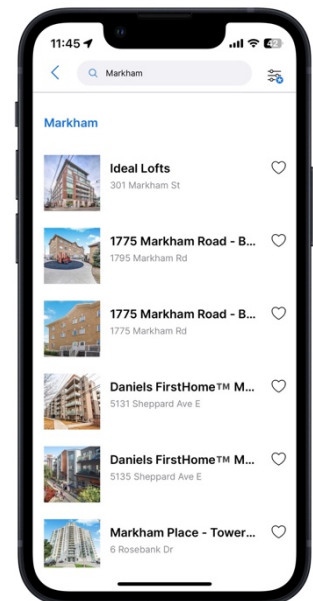 11:45
42
Markham
Markham
Ideal Lofts
301 Markham St
1775 Markham Road - B...
1795 Markham Rd
1775 Markham Road - B...
1775 Markham Rd
Daniels FirstHome™ M...
5131 Sheppard Ave E
Daniels FirstHome™ M...
5135 Sheppard Ave E
Markham Place - Tower...
6 Rosebank Dr